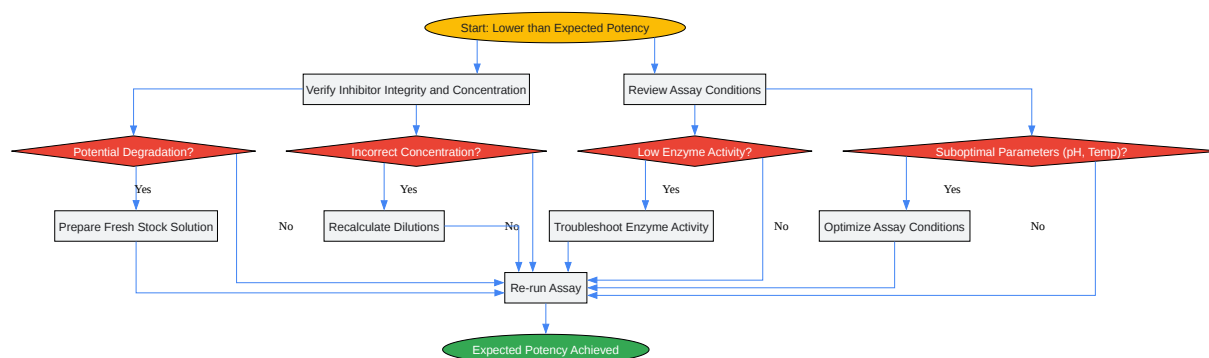 Start: Lower than Expected Potency
Verify Inhibitor Integrity and Concentration
Review Assay Conditions
Potential Degradation?
Incorrect Concentration?
Low Enzyme Activity?
Suboptimal Parameters (pH, Temp)?
Yes
Yes
Yes
Yes
Prepare Fresh Stock Solution
No
Recalculate Dilutions
No
Troubleshoot Enzyme Activity
No
Optimize Assay Conditions
No
Re-run Assay
Expected Potency Achieved